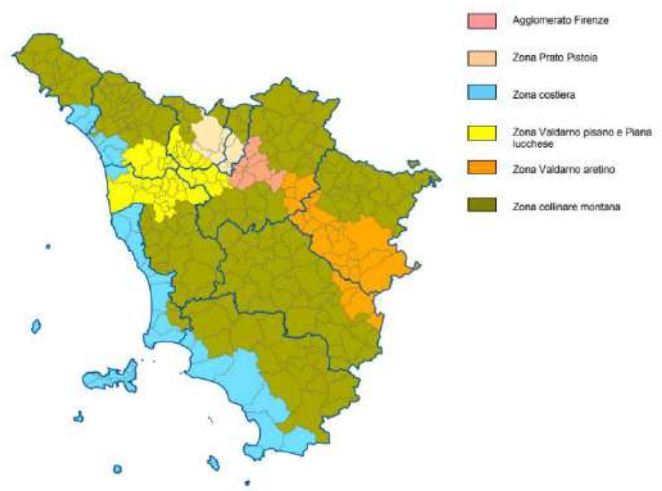 Agglomerato Firenze
Zona Prato Pistoia
Zona costiera
Zona Valdarno pisano e Piana
lucchese
Zona Valdarno aretino
Zona collinare montana